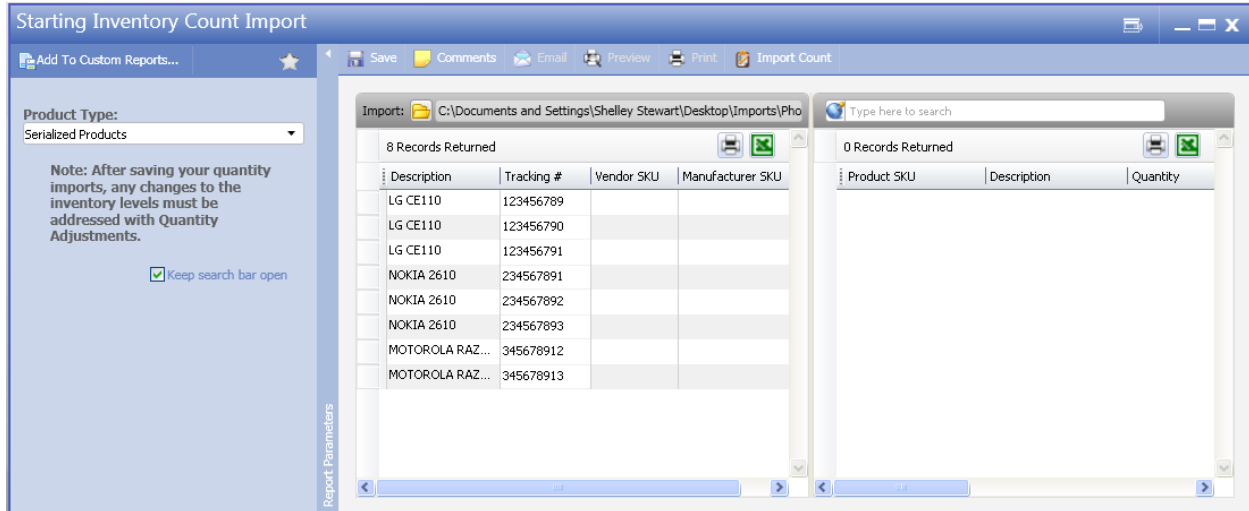 Starting Inventory Count Import
Add To Custom Reports...
Save Comments Email Preview Print Import Count
Product Type:
Serialized Products
Note: After saving your quantity
imports, any changes to the
inventory levels must be
addressed with Quantity
Adjustments.
Keep search bar open
Report Parameters
Import: C:\Documents and Settings\Shelley Stewart\Desktop\Imports\Pho
8 Records Returned
Description Tracking # Vendor SKU Manufacturer SKU
LG CE110 123456789
LG CE110 123456790
LG CE110 123456791
NOKIA 2610 234567891
NOKIA 2610 234567892
NOKIA 2610 234567893
MOTOROLA RAZ... 345678912
MOTOROLA RAZ... 345678913
Type here to search
0 Records Returned
Product SKU Description Quantity